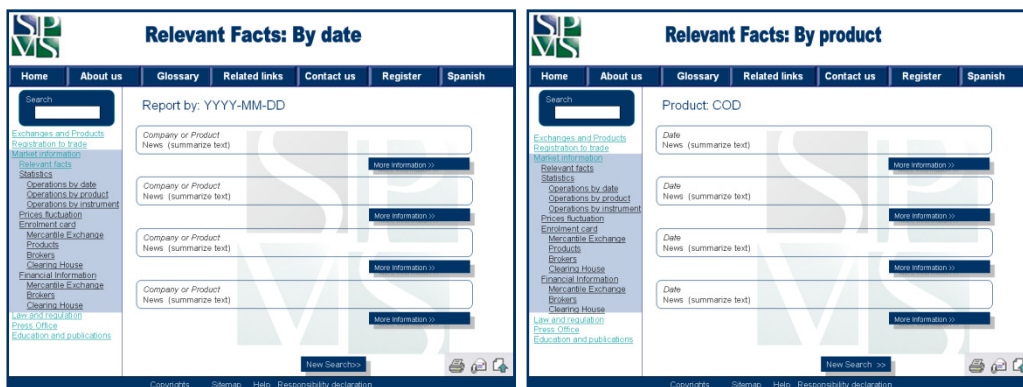 SP
MS
Relevant Facts: By date
Home About us Glossary Related links Contact us Register Spanish
Search
Exchanges and Products
Registration to trade
Market information
Relevant facts
Statistics
Operations by date
Operations by product
Operations by instrument
Prices fluctuation
Enrolment card
Mercantile Exchange
Products
Brokers
Clearing House
Financial Information
Mercantile Exchange
Brokers
Clearing House
Law and regulation
Press Office
Education and publications
Report by: YYYY-MM-DD
Company or Product
News (summarize text)
More Information >>
Company or Product
News (summarize text)
More Information >>
Company or Product
News (summarize text)
More Information >>
Company or Product
News (summarize text)
More Information >>
SP
MS
New Search>>
Copyrights Sitemap Help Responsibility declaration
SP
MS
Relevant Facts: By product
Home About us Glossary Related links Contact us Register Spanish
Search
Exchanges and Products
Registration to trade
Market information
Relevant facts
Statistics
Operations by date
Operations by product
Operations by instrument
Prices fluctuation
Enrolment card
Mercantile Exchange
Products
Brokers
Clearing House
Financial Information
Mercantile Exchange
Brokers
Clearing House
Law and regulation
Press Office
Education and publications
Product: COD
Date
News (summarize text)
More Information >>
Date
News (summarize text)
More Information >>
Date
News (summarize text)
More Information >>
Date
News (summarize text)
More Information >>
SP
MS
New Search >>
Copyrights Sitemap Help Responsibility declaration